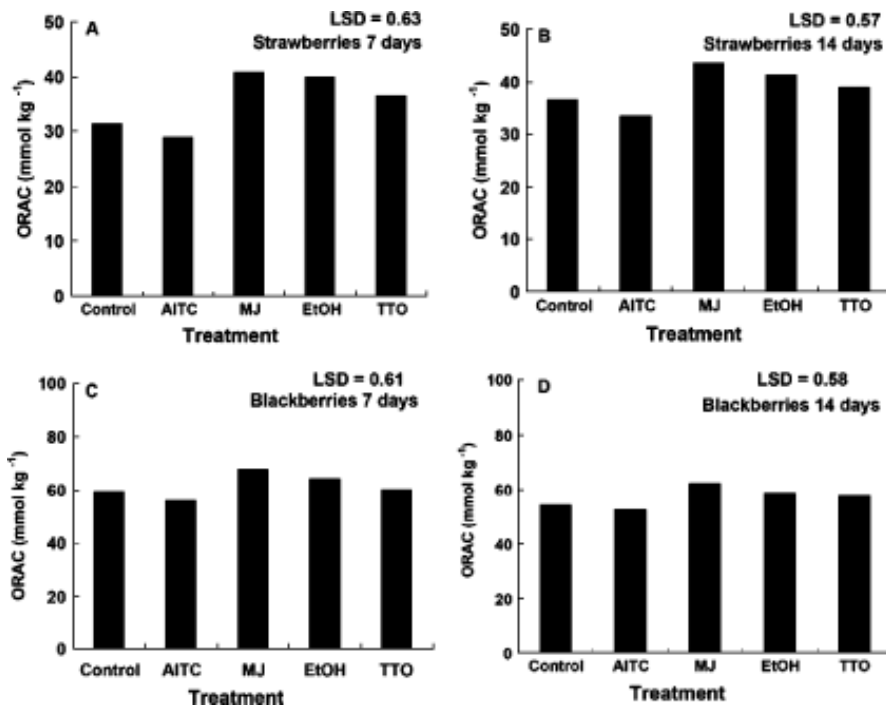 A
LSD = 0.63
Strawberries 7 days
ORAC (mmol kg -1)
50
40
30
20
10
0
Control AITC MJ EtOH TTO
Treatment
B
LSD = 0.57
Strawberries 14 days
ORAC (mmol kg -1)
50
40
30
20
10
0
Control AITC MJ EtOH TTO
Treatment
C
LSD = 0.61
Blackberries 7 days
ORAC (mmol kg -1)
100
80
60
40
20
0
Control AITC MJ EtOH TTO
Treatment
D
LSD = 0.58
Blackberries 14 days
ORAC (mmol kg -1)
100
80
60
40
20
0
Control AITC MJ EtOH TTO
Treatment